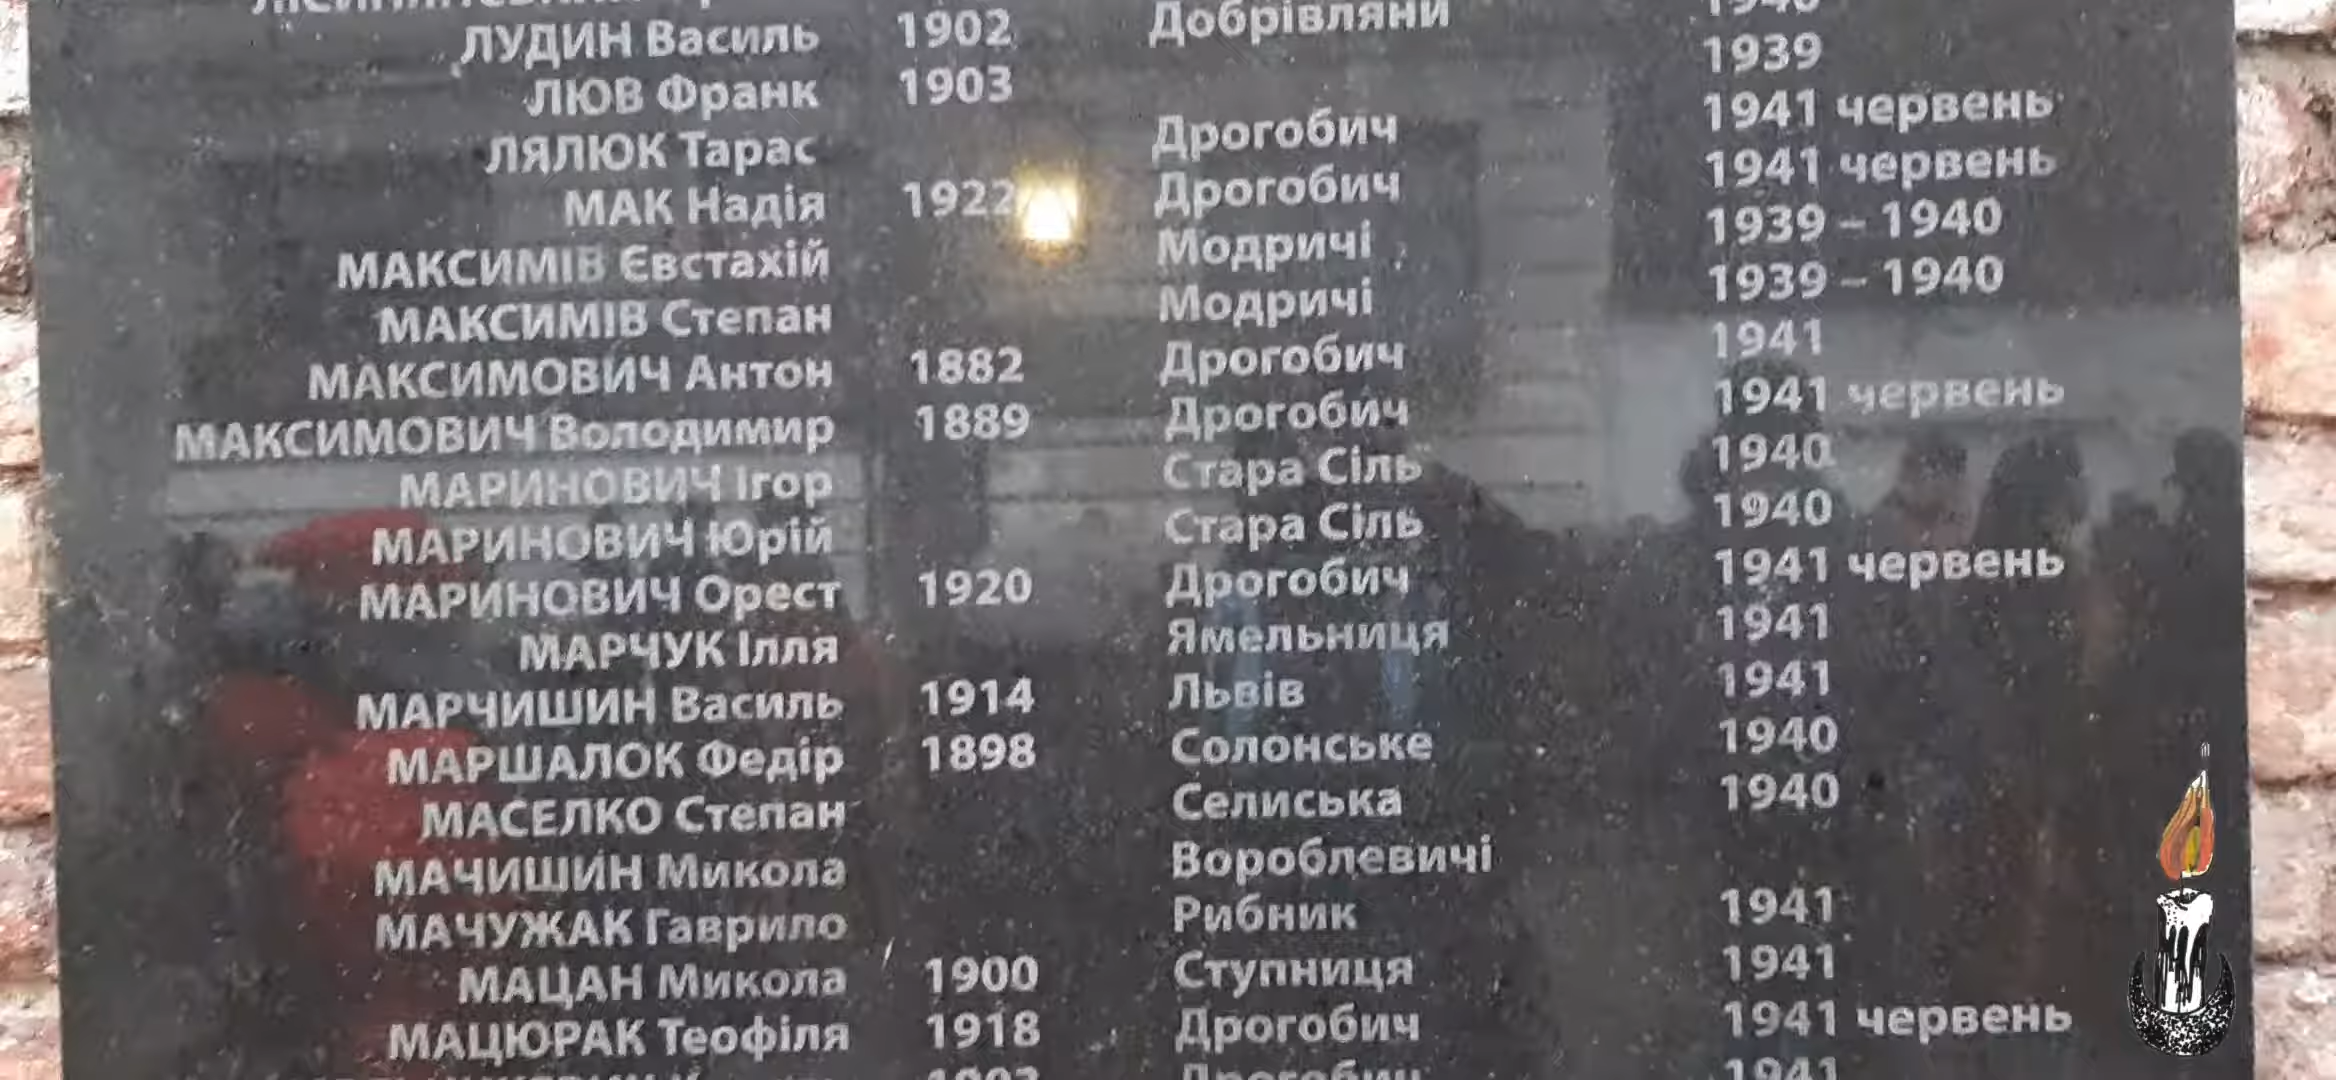 ЛУДИН Василь 1902 Добрівляни 1940
ЛЮВ Франк 1903 1939
ЛЯЛЮК Тарас Дрогобич 1941 червень
МАК Надія 1922 Дрогобич 1941 червень
МАКСИМІВ Євстахій Модричі 1939 – 1940
МАКСИМІВ Степан Модричі 1939 – 1940
МАКСИМОВИЧ Антон 1882 Дрогобич 1941
МАКСИМОВИЧ Володимир 1889 Дрогобич 1941 червень
МАРИНОВИЧ Ігор Стара Сіль 1940
МАРИНОВИЧ Юрій Стара Сіль 1940
МАРИНОВИЧ Орест 1920 Дрогобич 1941 червень
МАРЧУК Ілля Ямельниця 1941
МАРЧИШИН Василь 1914 Львів 1941
МАРШАЛОК Федір 1898 Солонське 1940
МАСЕЛКО Степан Селиська 1940
МАЧИШИН Микола Вороблевичі
МАЧУЖАК Гаврило Рибник 1941
МАЦАН Микола 1900 Ступниця 1941
МАЦЮРАК Теофіля 1918 Дрогобич 1941 червень
Дрогобич 1941